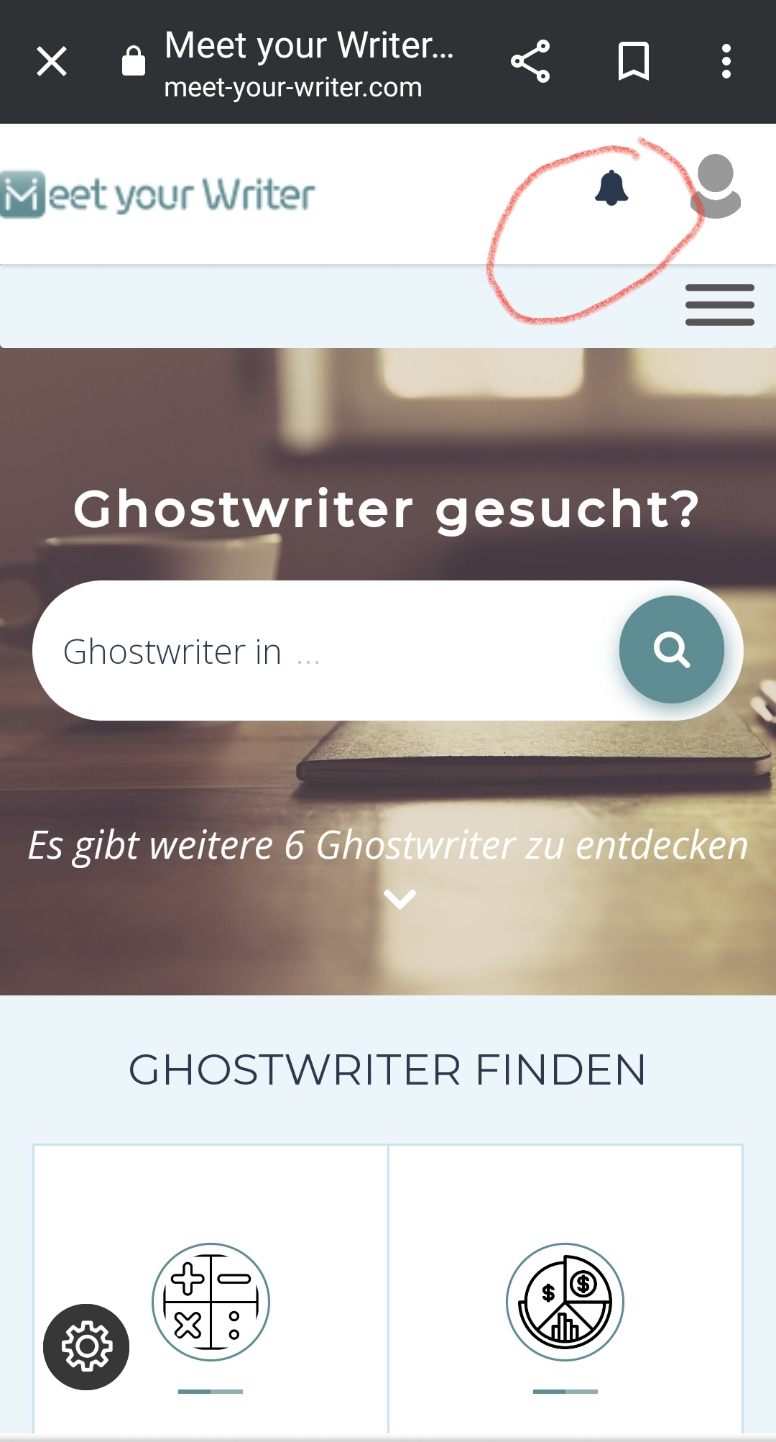 Meet your Writer...
meet-your-writer.com
Meet your Writer
Ghostwriter gesucht?
Ghostwriter in ...
Es gibt weitere 6 Ghostwriter zu entdecken
GHOSTWRITER FINDEN